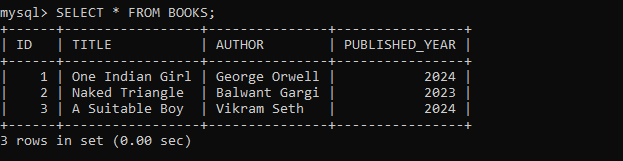 mysql> SELECT * FROM BOOKS;
+------+-----------------+---------------+----------------+
| ID   | TITLE           | AUTHOR        | PUBLISHED_YEAR |
+------+-----------------+---------------+----------------+
|    1 | One Indian Girl | George Orwell |           2024 |
|    2 | Naked Triangle  | Balwant Gargi |           2023 |
|    3 | A Suitable Boy  | Vikram Seth   |           2024 |
+------+-----------------+---------------+----------------+
3 rows in set (0.00 sec)